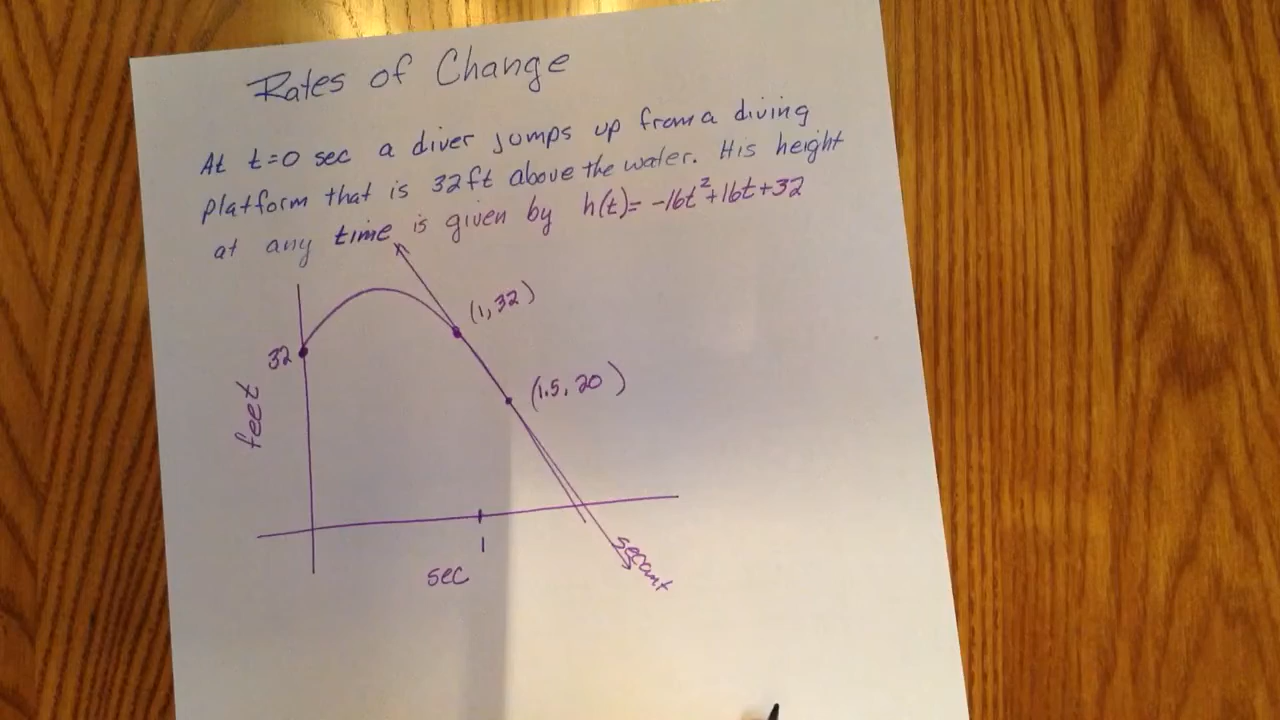 Rates of Change
At t=0 sec a diver jumps up from a diving
platform that is 32ft above the water. His height
at any time is given by h(t)= -16t²+16t+32
(1, 32)
32
(1.5, 20)
feet
1
sec
secant